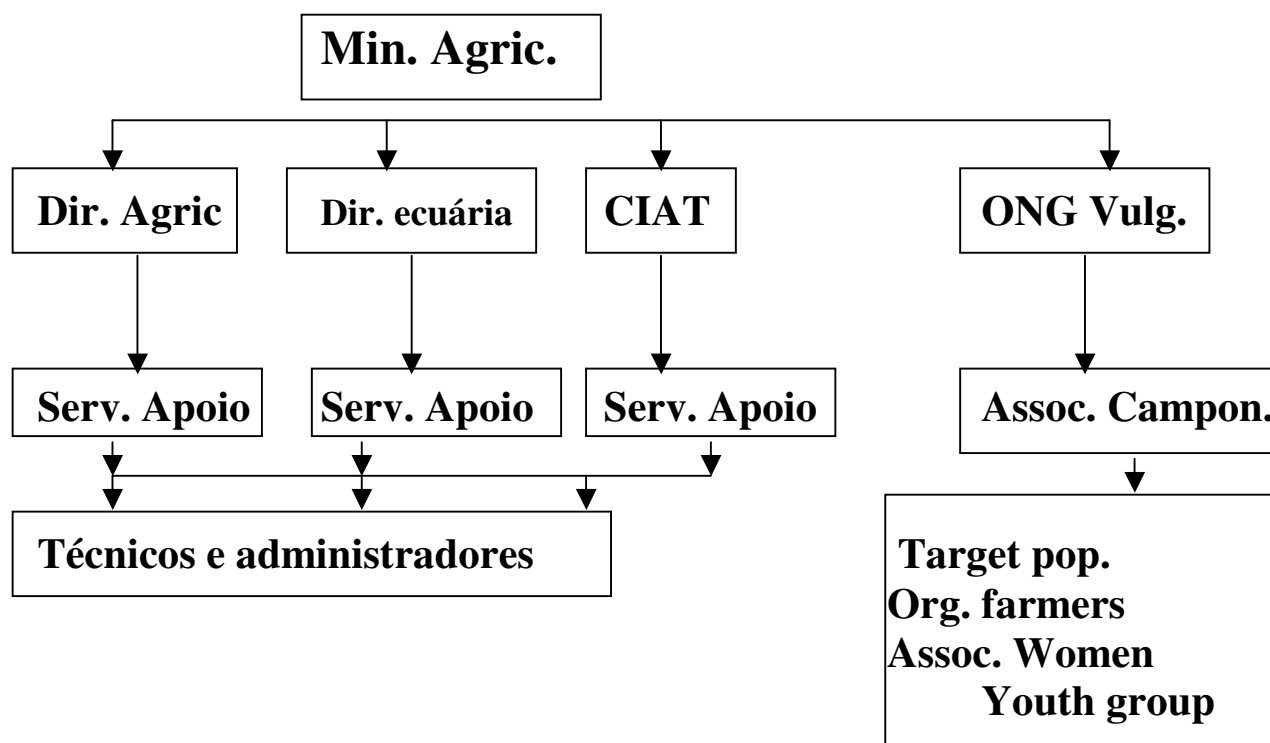 Min. Agric.
Dir. Agric
Dir. ecuária
CIAT
ONG Vulg.
Serv. Apoio
Serv. Apoio
Serv. Apoio
Assoc. Campon.
Técnicos e administradores
Target pop.
Org. farmers
Assoc. Women
Youth group